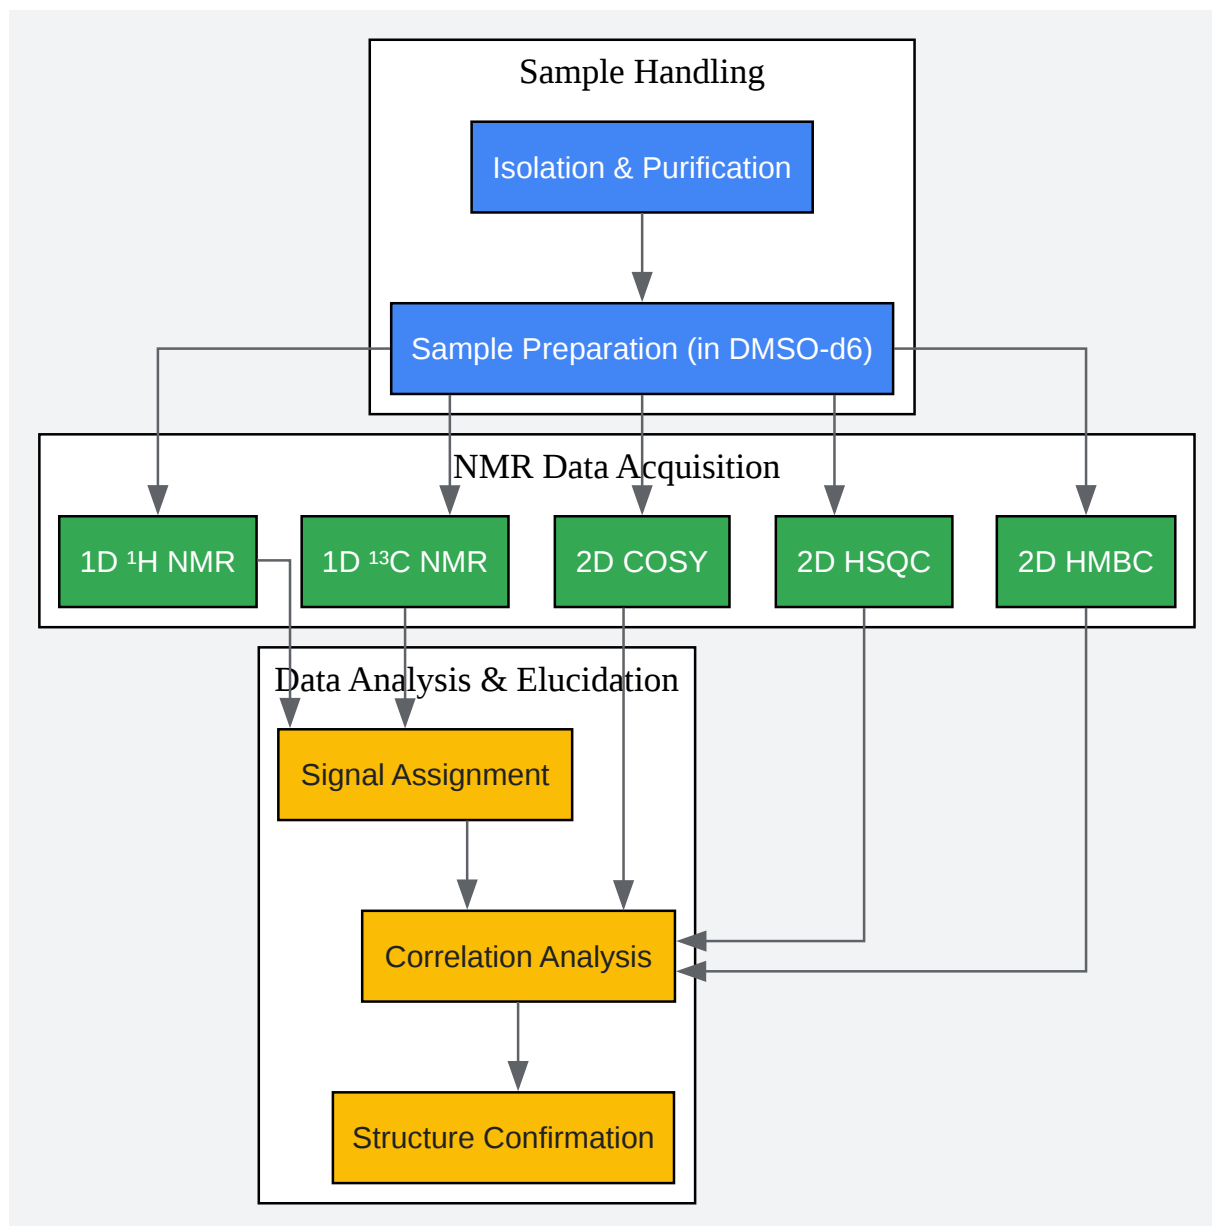 Sample Handling
Isolation & Purification
Sample Preparation (in DMSO-d6)
NMR Data Acquisition
1D ¹H NMR
1D ¹³C NMR
2D COSY
2D HSQC
2D HMBC
Data Analysis & Elucidation
Signal Assignment
Correlation Analysis
Structure Confirmation